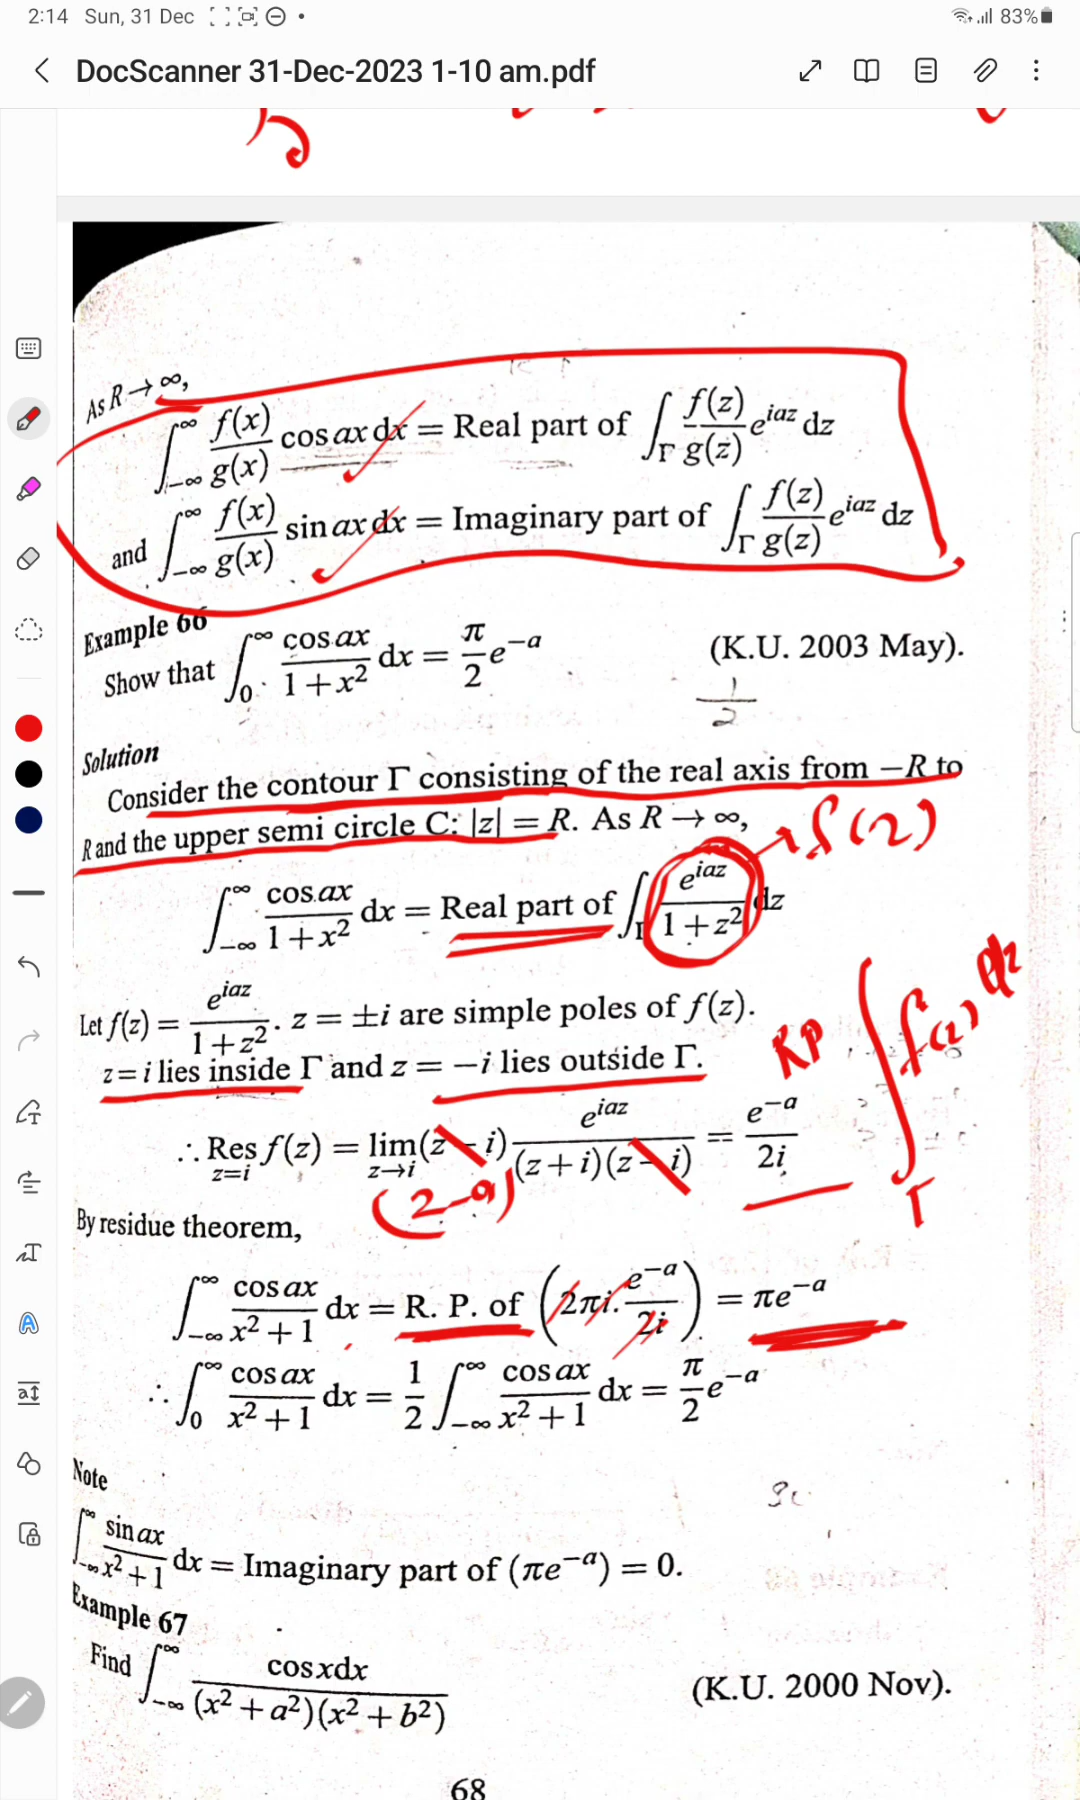 2:14 Sun, 31 Dec 83%
DocScanner 31-Dec-2023 1-10 am.pdf
As R → ∞,
∫_{-∞}^{∞} f(x)/g(x) cos ax dx = Real part of ∫_Γ f(z)/g(z) e^{iaz} dz
and ∫_{-∞}^{∞} f(x)/g(x) sin ax dx = Imaginary part of ∫_Γ f(z)/g(z) e^{iaz} dz
Example 66
Show that ∫_0^∞ cos ax/(1+x²) dx = π/2 e^{-a} (K.U. 2003 May).
1/2
Solution
Consider the contour Γ consisting of the real axis from −R to
R and the upper semi circle C: |z| = R. As R → ∞,
f(z)
∫_{-∞}^{∞} cos.ax/(1+x²) dx = Real part of ∫_Γ e^{iaz}/(1+z²) dz
Let f(z) = e^{iaz}/(1+z²). z = ±i are simple poles of f(z).
z = i lies inside Γ and z = −i lies outside Γ.
RP ∫_Γ f(z) dz
∴ Res_{z=i} f(z) = lim_{z→i} (z − i) e^{iaz}/((z+i)(z−i)) = e^{-a}/2i
(z-a)
By residue theorem,
∫_{-∞}^{∞} cos ax/(x²+1) dx = R. P. of (2πi. e^{-a}/2i) = πe^{-a}
∴ ∫_0^∞ cos ax/(x²+1) dx = 1/2 ∫_{-∞}^{∞} cos ax/(x²+1) dx = π/2 e^{-a}
Note
∫_{-∞}^{∞} sin ax/(x²+1) dx = Imaginary part of (πe^{-a}) = 0.
Example 67
Find ∫_{-∞}^{∞} cosxdx/((x²+a²)(x²+b²)) (K.U. 2000 Nov).
68